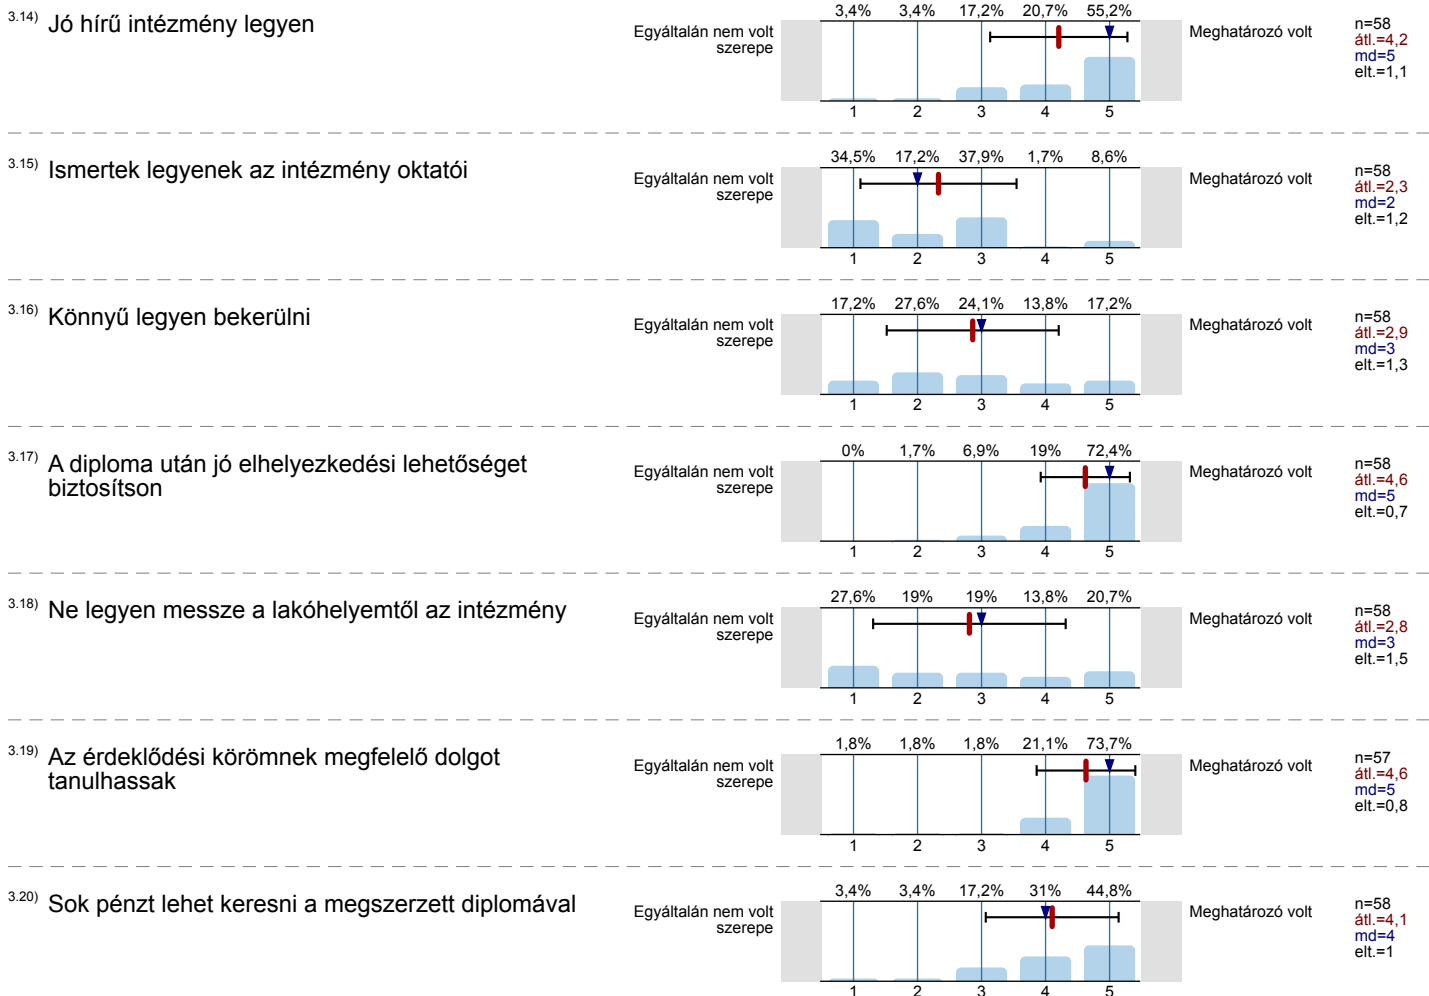 3.14) Jó hírű intézmény legyen
Egyáltalán nem volt
szerepe
3,4% 3,4% 17,2% 20,7% 55,2%
1 2 3 4 5
Meghatározó volt
n=58
átl.=4,2
md=5
elt.=1,1
3.15) Ismertek legyenek az intézmény oktatói
Egyáltalán nem volt
szerepe
34,5% 17,2% 37,9% 1,7% 8,6%
1 2 3 4 5
Meghatározó volt
n=58
átl.=2,3
md=2
elt.=1,2
3.16) Könnyű legyen bekerülni
Egyáltalán nem volt
szerepe
17,2% 27,6% 24,1% 13,8% 17,2%
1 2 3 4 5
Meghatározó volt
n=58
átl.=2,9
md=3
elt.=1,3
3.17) A diploma után jó elhelyezkedési lehetőséget
biztosítson
Egyáltalán nem volt
szerepe
0% 1,7% 6,9% 19% 72,4%
1 2 3 4 5
Meghatározó volt
n=58
átl.=4,6
md=5
elt.=0,7
3.18) Ne legyen messze a lakóhelyemtől az intézmény
Egyáltalán nem volt
szerepe
27,6% 19% 19% 13,8% 20,7%
1 2 3 4 5
Meghatározó volt
n=58
átl.=2,8
md=3
elt.=1,5
3.19) Az érdeklődési körömnek megfelelő dolgot
tanulhassak
Egyáltalán nem volt
szerepe
1,8% 1,8% 1,8% 21,1% 73,7%
1 2 3 4 5
Meghatározó volt
n=57
átl.=4,6
md=5
elt.=0,8
3.20) Sok pénzt lehet keresni a megszerzett diplomával
Egyáltalán nem volt
szerepe
3,4% 3,4% 17,2% 31% 44,8%
1 2 3 4 5
Meghatározó volt
n=58
átl.=4,1
md=4
elt.=1